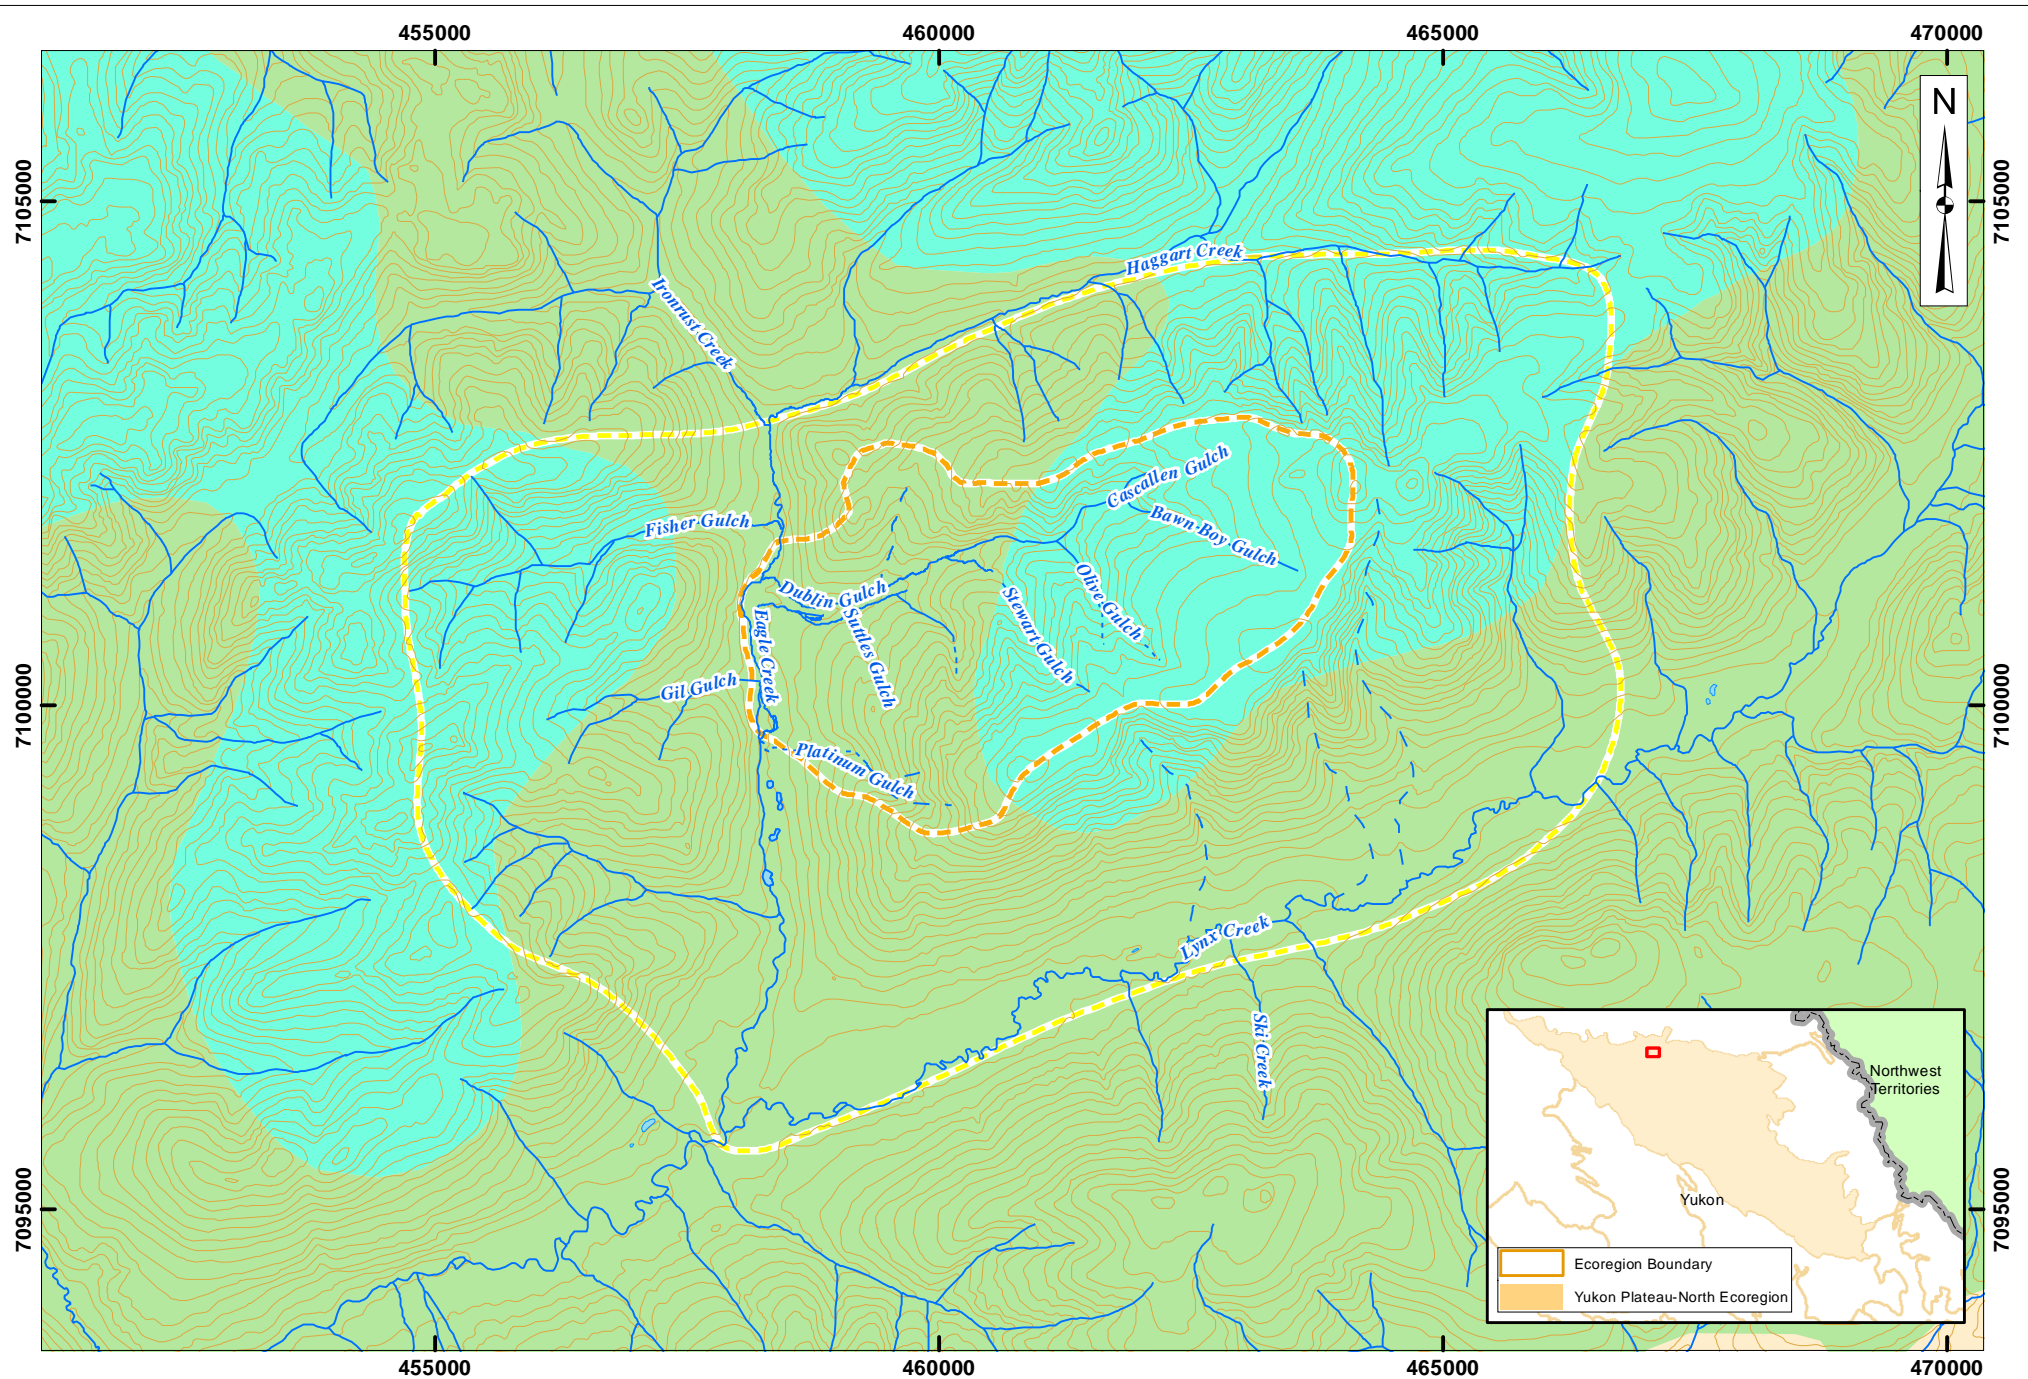 455000
460000
465000
470000
N
7105000
7105000
Haggart Creek
Ironrust Creek
Cascallen Gulch
Fisher Gulch
Bawn Boy Gulch
Dublin Gulch
Olive Gulch
Stewart Gulch
Eagle Creek
Suttles Gulch
Gil Gulch
7100000
7100000
Platinum Gulch
Lynx Creek
Ski Creek
Northwest
Territories
Yukon
7095000
7095000
Ecoregion Boundary
Yukon Plateau-North Ecoregion
455000
460000
465000
470000